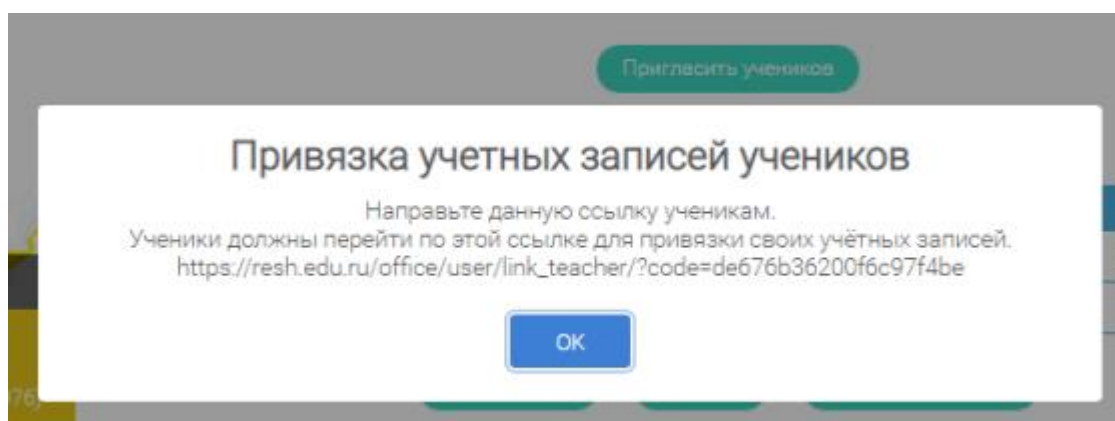 Пригласить учеников
Привязка учетных записей учеников
Направьте данную ссылку ученикам.
Ученики должны перейти по этой ссылке для привязки своих учётных записей.
https://resh.edu.ru/office/user/link_teacher/?code=de676b36200f6c97f4be
OK
76)